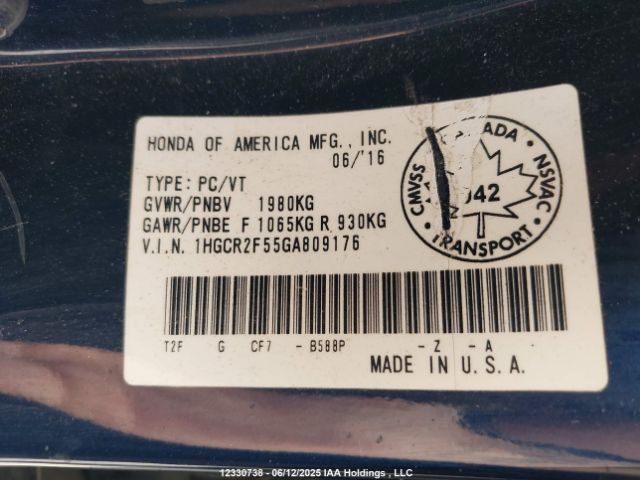 HONDA OF AMERICA MFG., INC.
06/'16
TYPE: PC/VT
GVWR/PNBV 1980KG
GAWR/PNBE F 1065KG R 930KG
V.I.N. 1HGCR2F55GA809176
CANADA
CMVSS
NSVAC
042
TRANSPORT
T2F G CF7 - B588P - Z - A
MADE IN U.S.A.
12330738 - 06/12/2025 IAA Holdings , LLC